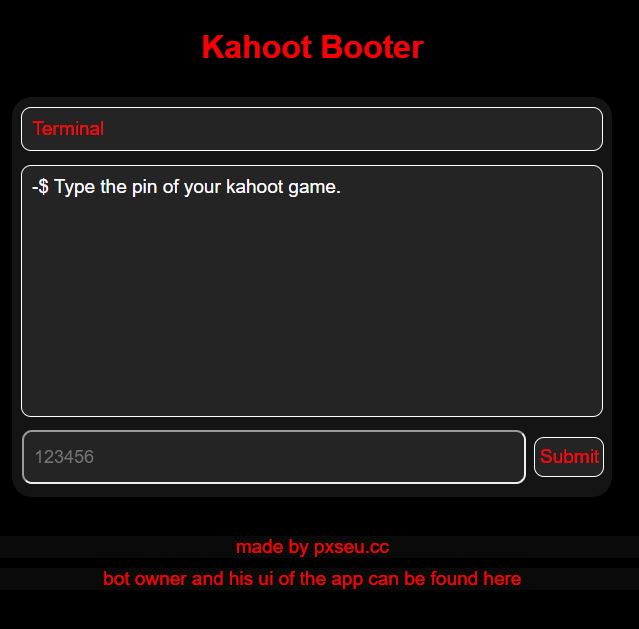 Kahoot Booter
Terminal
-$ Type the pin of your kahoot game.
123456
Submit
made by pxseu.cc
bot owner and his ui of the app can be found here